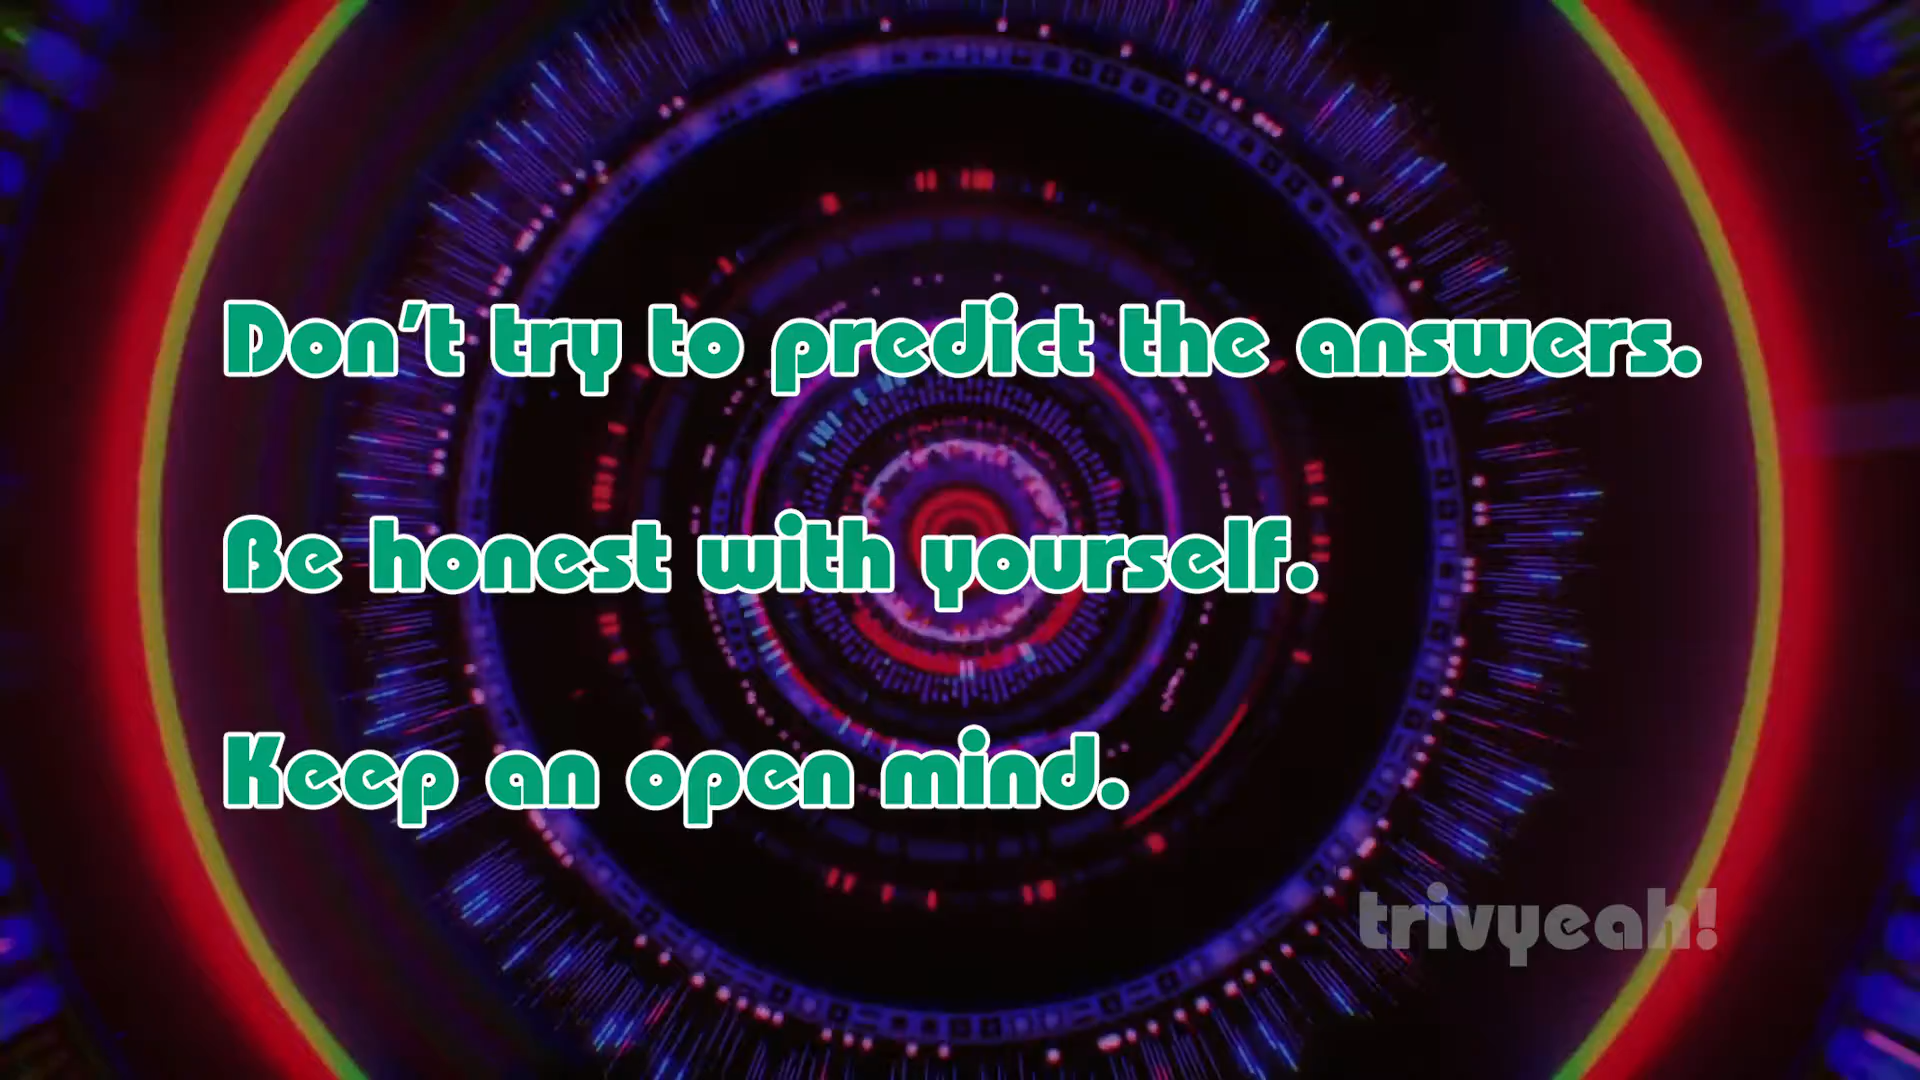 Don't try to predict the answers.
Be honest with yourself.
Keep an open mind.
trivyeah!